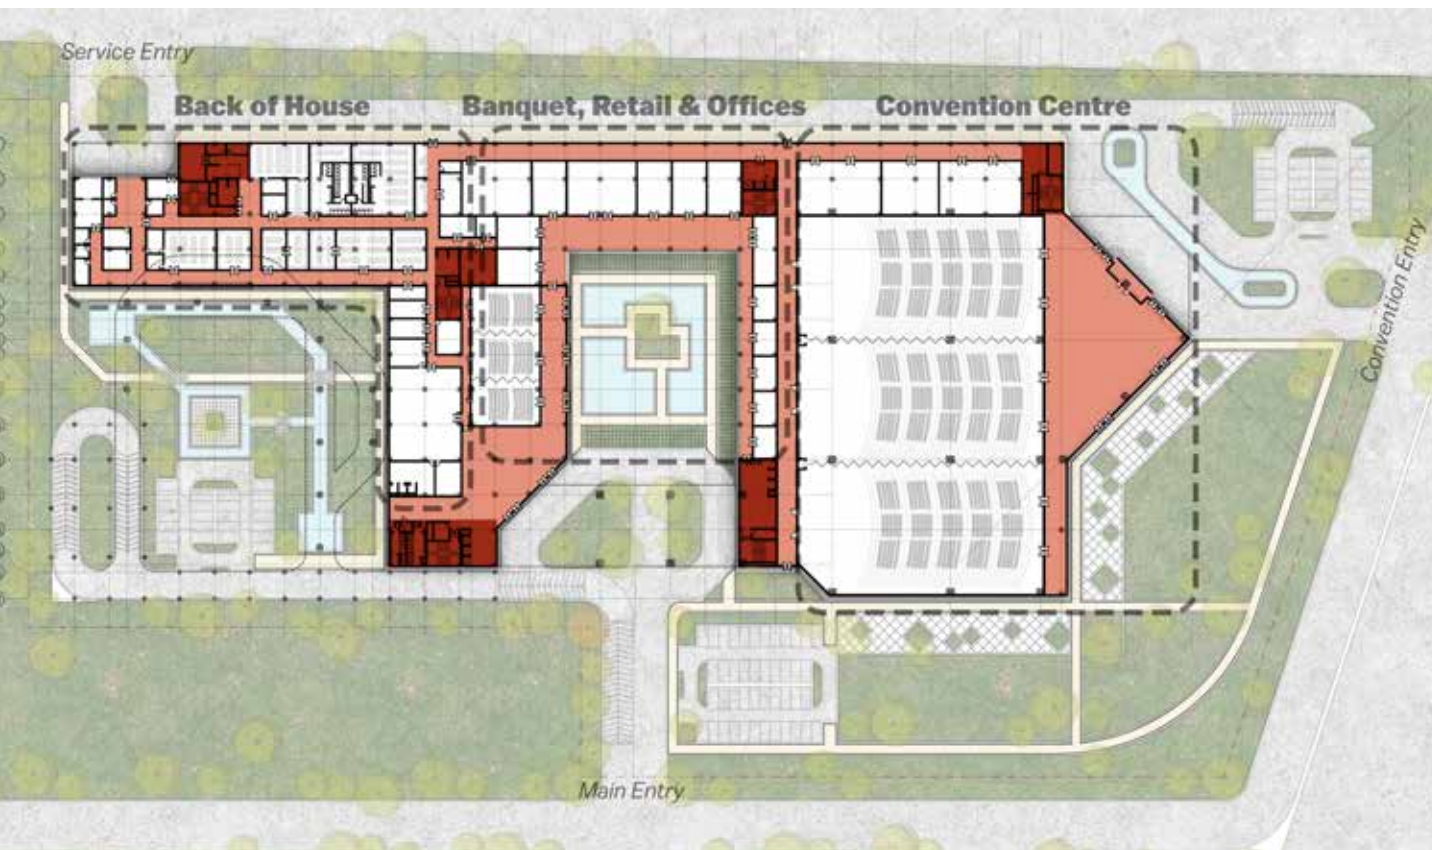 Service Entry
Back of House
Banquet, Retail & Offices
Convention Centre
Convention Entry
Main Entry